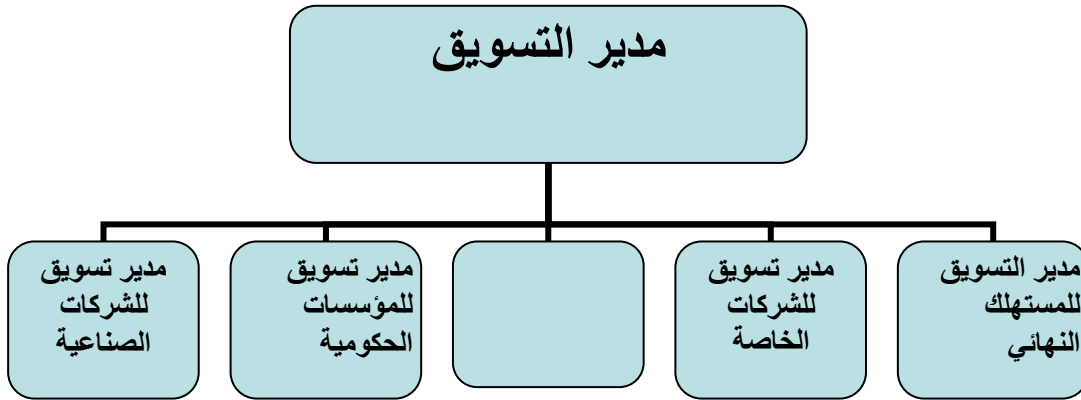 مدير التسويق
مدير التسويق
للمستهلك
النهائي
مدير تسويق
للشركات
الخاصة
مدير تسويق
للمؤسسات
الحكومية
مدير تسويق
للشركات
الصناعية